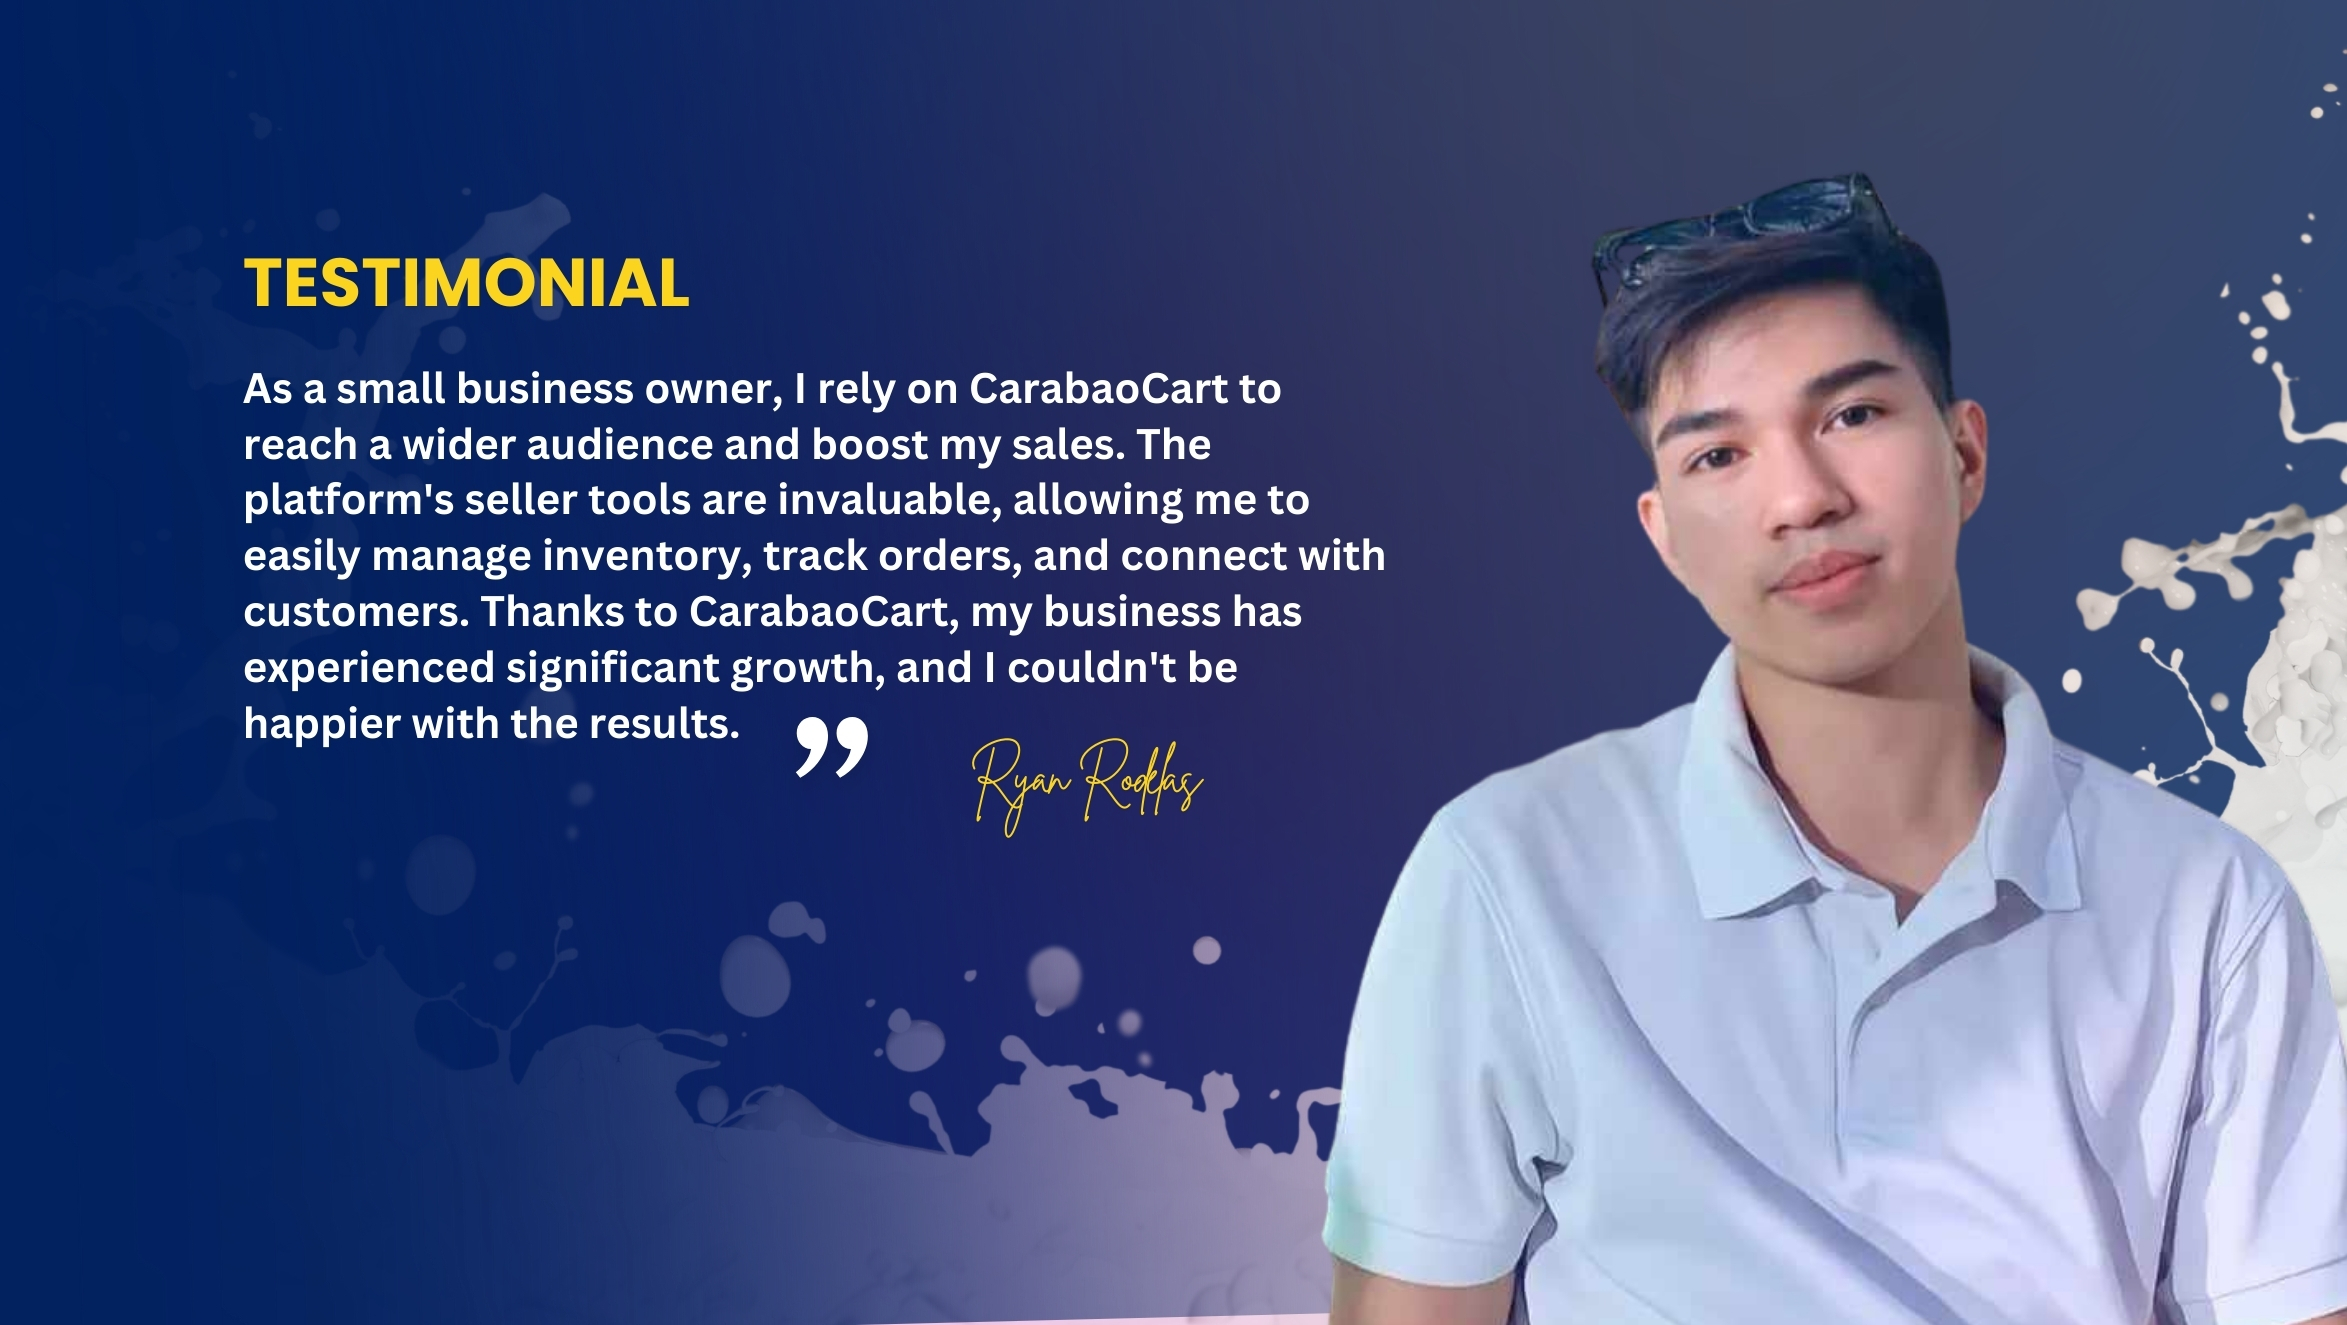 TESTIMONIAL
As a small business owner, I rely on CarabaoCart to
reach a wider audience and boost my sales. The
platform's seller tools are invaluable, allowing me to
easily manage inventory, track orders, and connect with
customers. Thanks to CarabaoCart, my business has
experienced significant growth, and I couldn't be
happier with the results. ”
Ryan